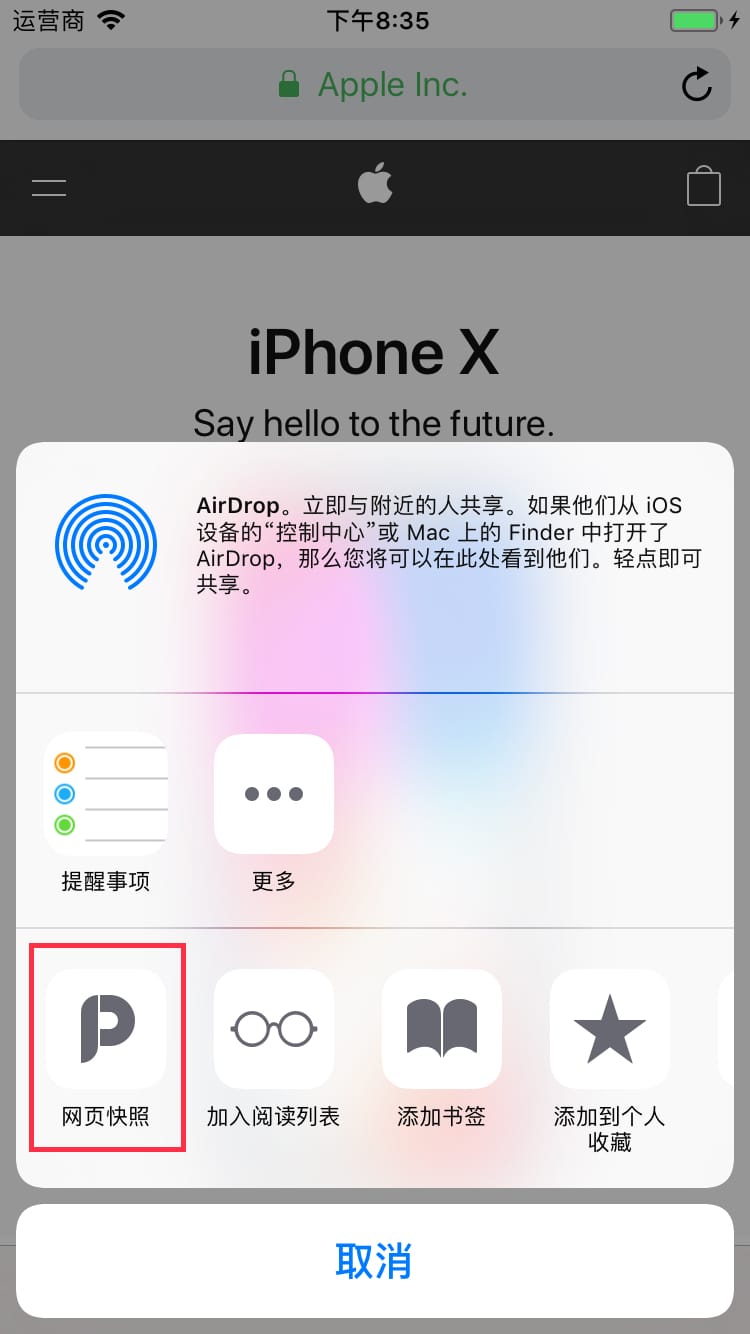 运营商 下午8:35
Apple Inc.
iPhone X
Say hello to the future.
AirDrop。立即与附近的人共享。如果他们从 iOS
设备的“控制中心”或 Mac 上的 Finder 中打开了
AirDrop，那么您将可以在此处看到他们。轻点即可
共享。
提醒事项 更多
网页快照 加入阅读列表 添加书签 添加到个人
收藏
取消